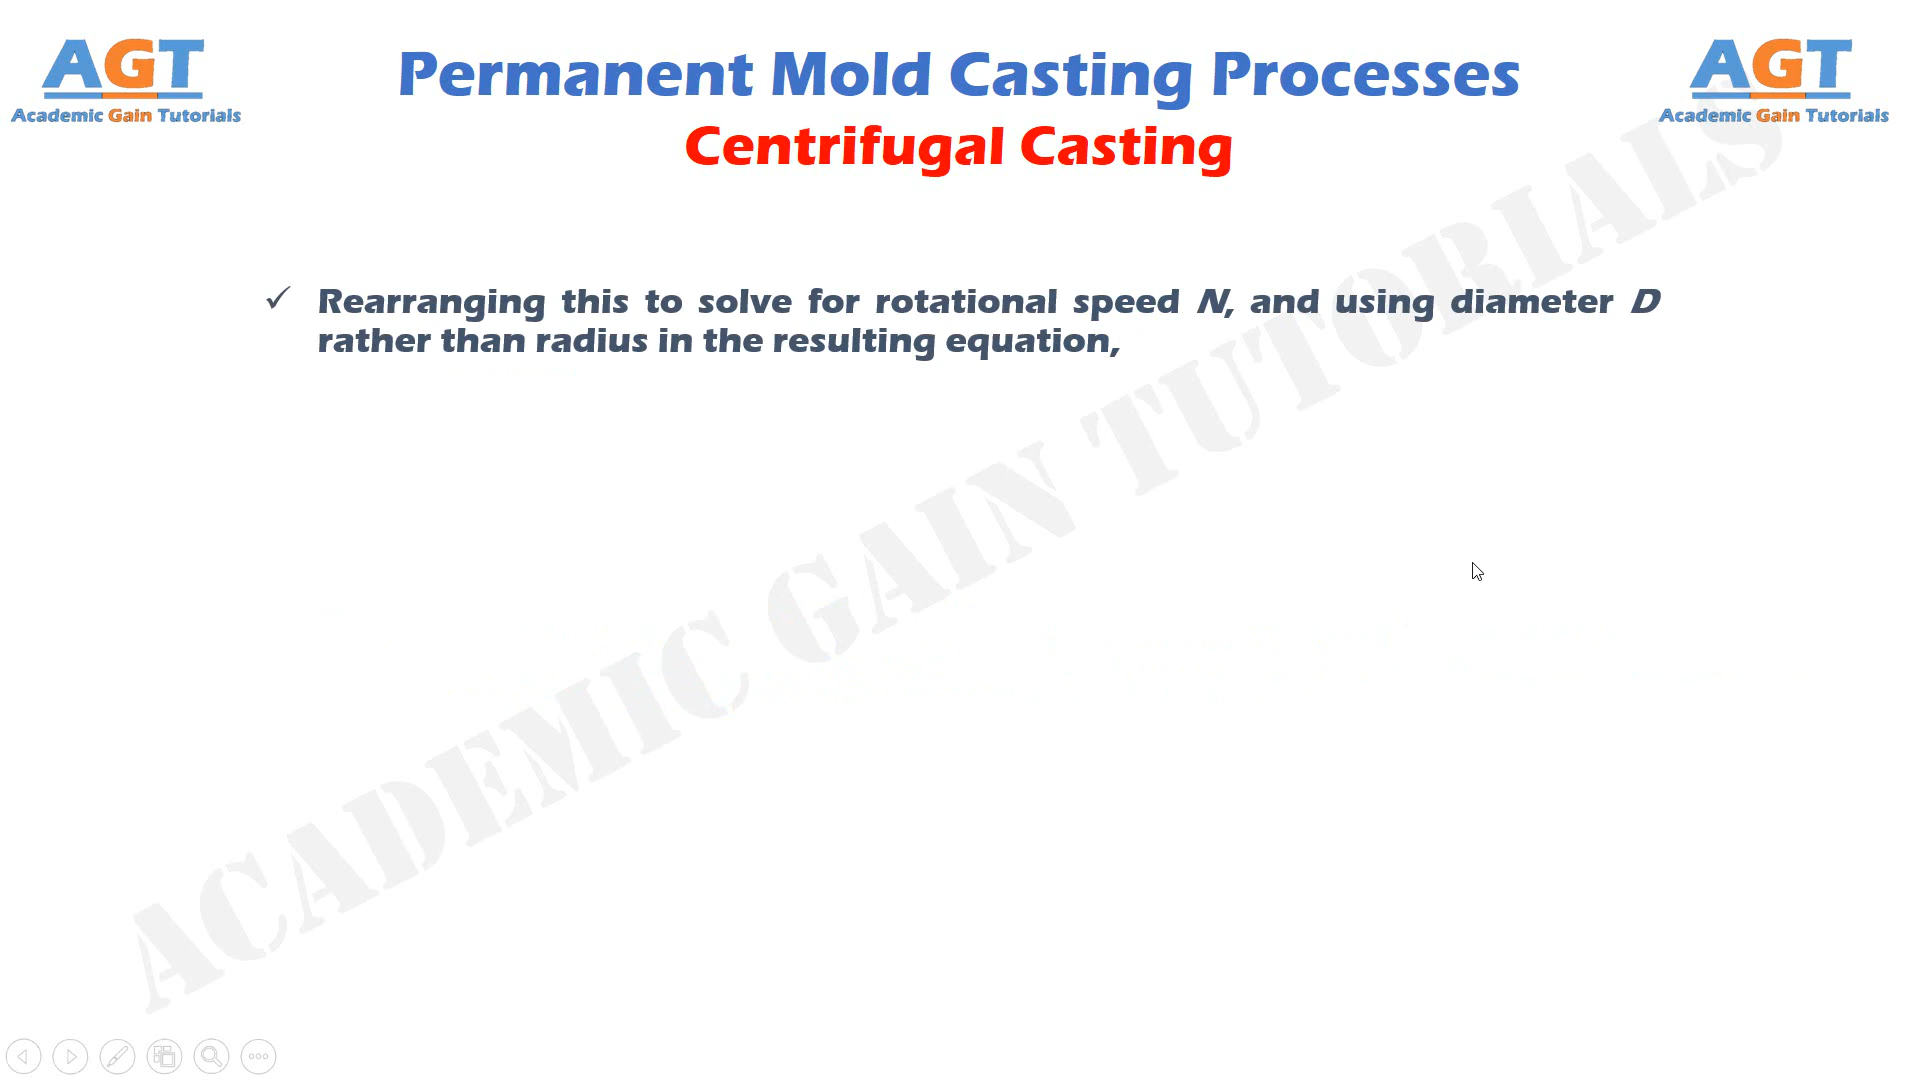 AGT
Academic Gain Tutorials
Permanent Mold Casting Processes
Centrifugal Casting
AGT
Academic Gain Tutorials
✓ Rearranging this to solve for rotational speed N, and using diameter D
rather than radius in the resulting equation,
ACADEMIC GAIN TUTORIALS